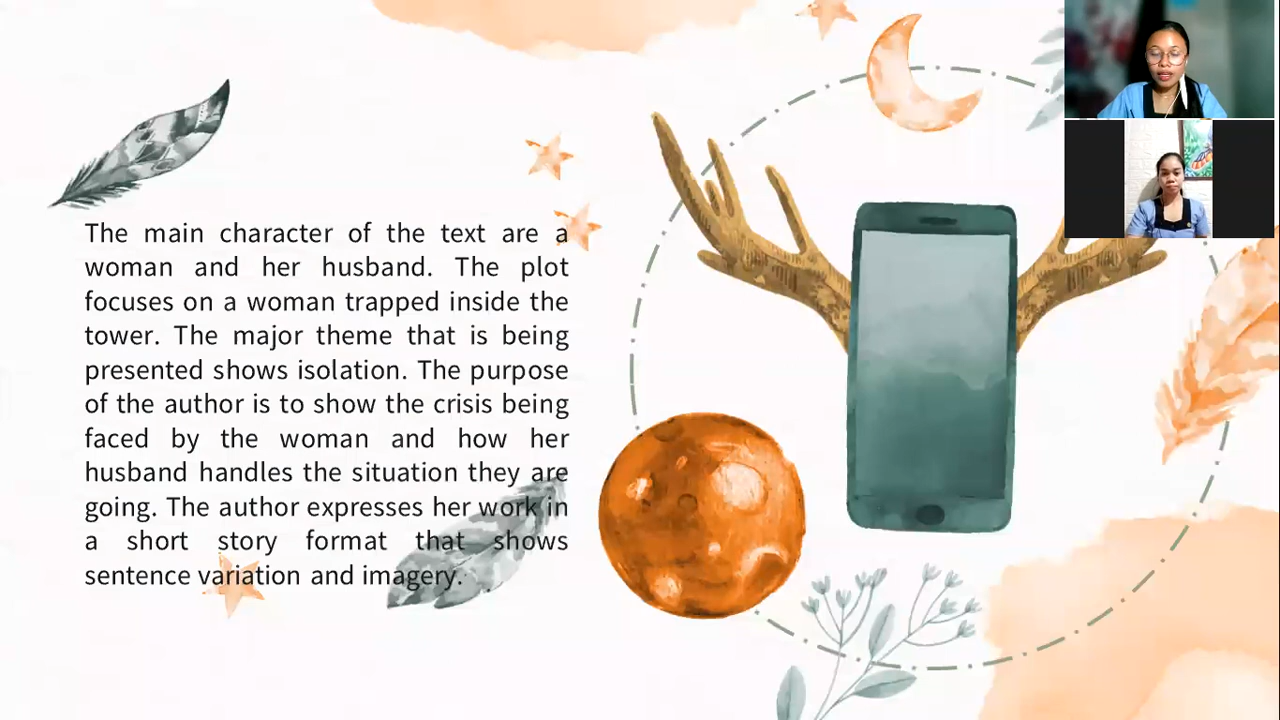 The main character of the text are a
woman and her husband. The plot
focuses on a woman trapped inside the
tower. The major theme that is being
presented shows isolation. The purpose
of the author is to show the crisis being
faced by the woman and how her
husband handles the situation they are
going. The author expresses her work in
a short story format that shows
sentence variation and imagery.